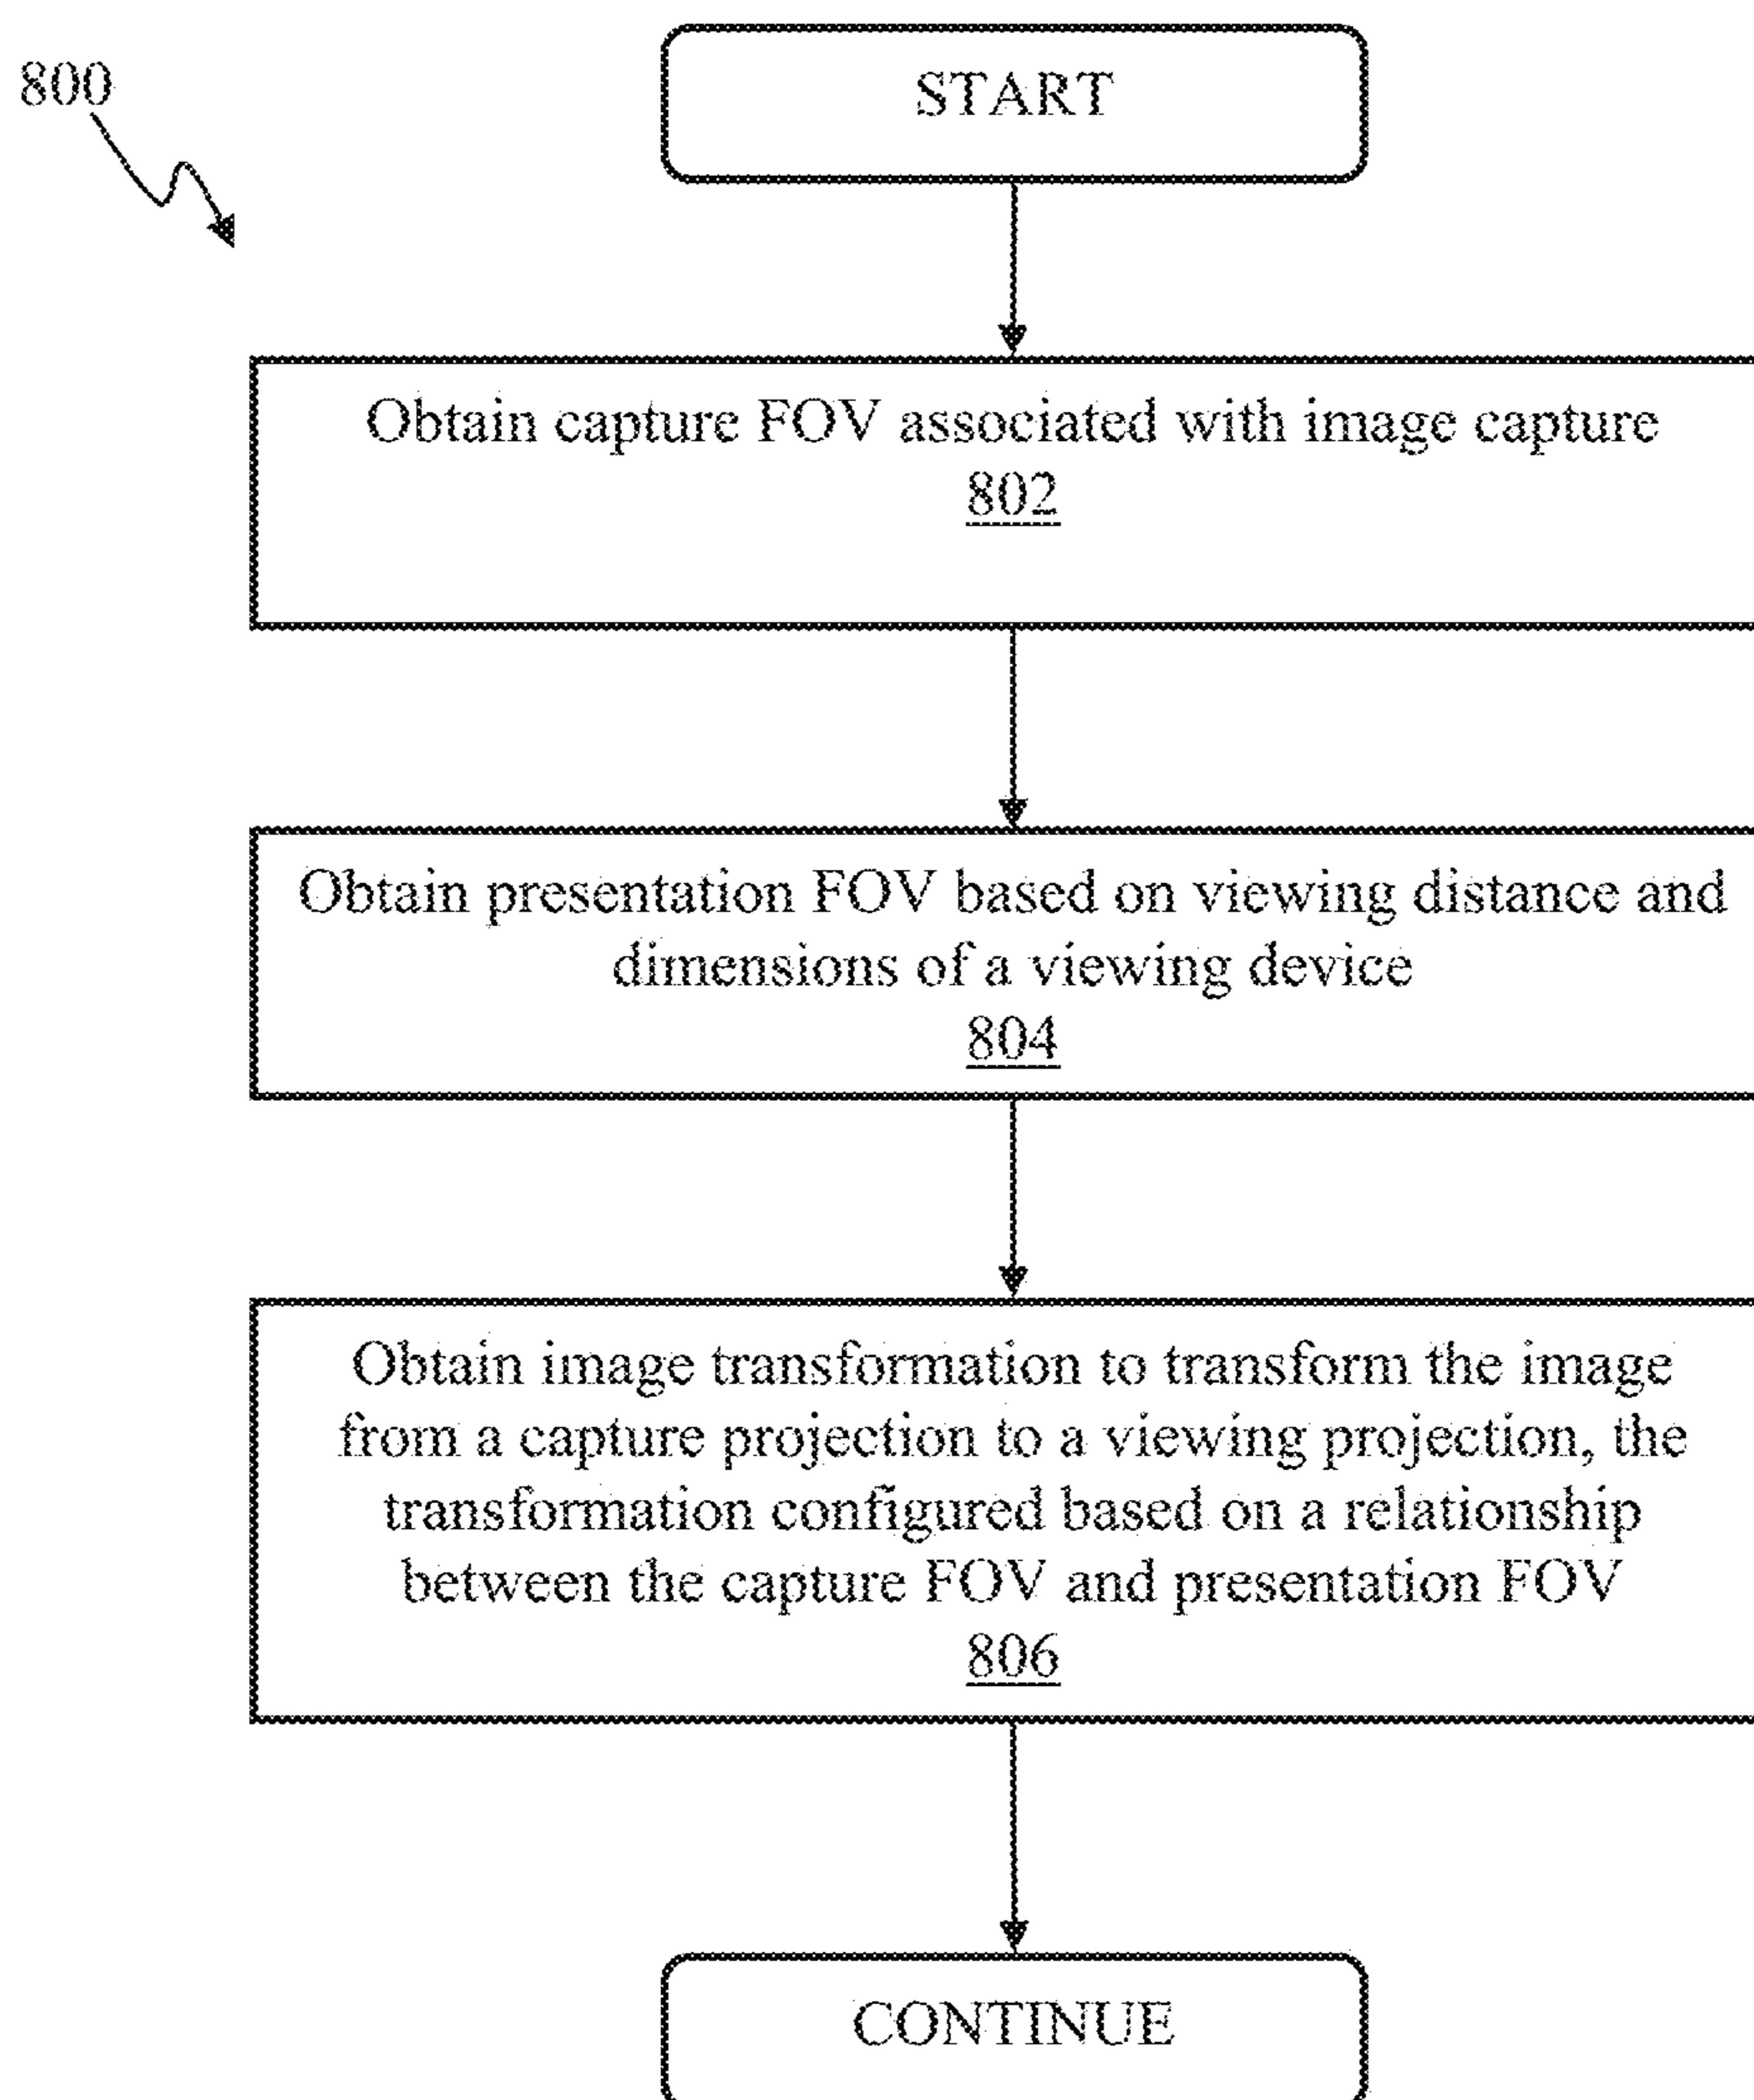 800
START
Obtain capture FOV associated with image capture
802
Obtain presentation FOV based on viewing distance and
dimensions of a viewing device
804
Obtain image transformation to transform the image
from a capture projection to a viewing projection, the
transformation configured based on a relationship
between the capture FOV and presentation FOV
806
CONTINUE